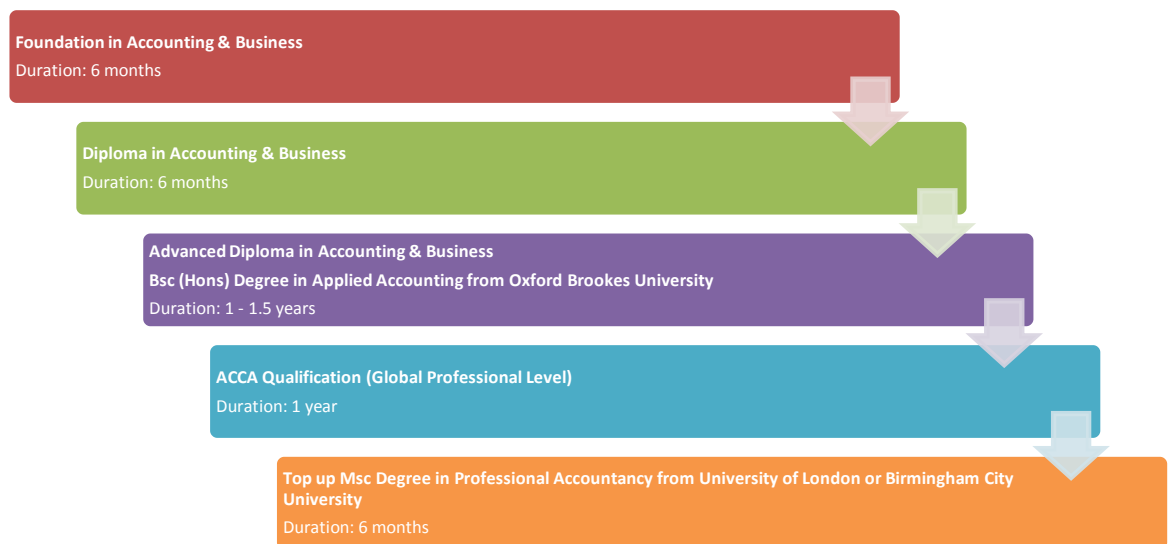 Foundation in Accounting & Business
Duration: 6 months
Diploma in Accounting & Business
Duration: 6 months
Advanced Diploma in Accounting & Business
Bsc (Hons) Degree in Applied Accounting from Oxford Brookes University
Duration: 1 - 1.5 years
ACCA Qualification (Global Professional Level)
Duration: 1 year
Top up Msc Degree in Professional Accountancy from University of London or Birmingham City
University
Duration: 6 months